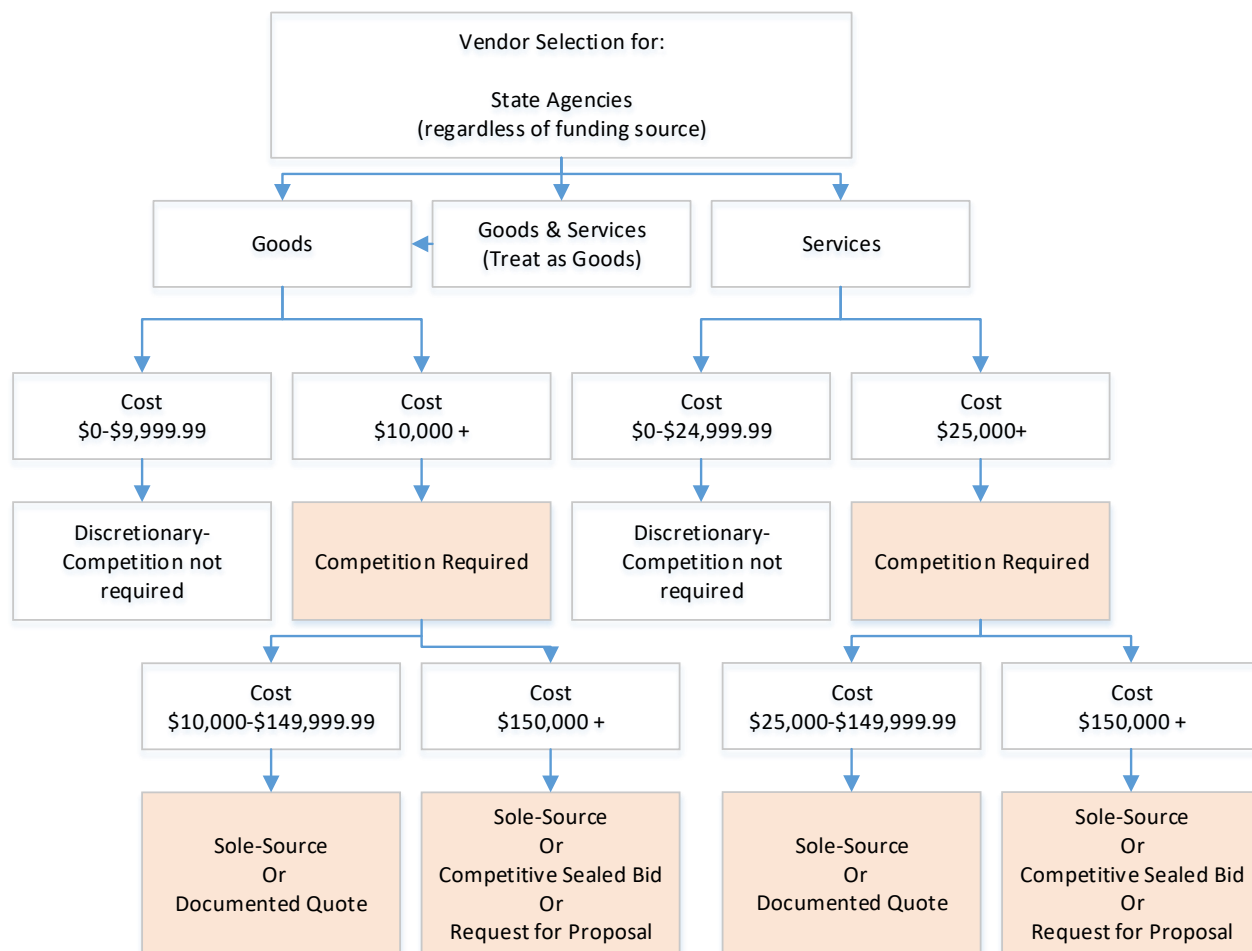 Vendor Selection for:
State Agencies
(regardless of funding source)
Goods
Goods & Services
(Treat as Goods)
Services
Cost
$0-$9,999.99
Cost
$10,000 +
Cost
$0-$24,999.99
Cost
$25,000+
Discretionary-
Competition not
required
Competition Required
Discretionary-
Competition not
required
Competition Required
Cost
$10,000-$149,999.99
Cost
$150,000 +
Cost
$25,000-$149,999.99
Cost
$150,000 +
Sole-Source
Or
Documented Quote
Sole-Source
Or
Competitive Sealed Bid
Or
Request for Proposal
Sole-Source
Or
Documented Quote
Sole-Source
Or
Competitive Sealed Bid
Or
Request for Proposal